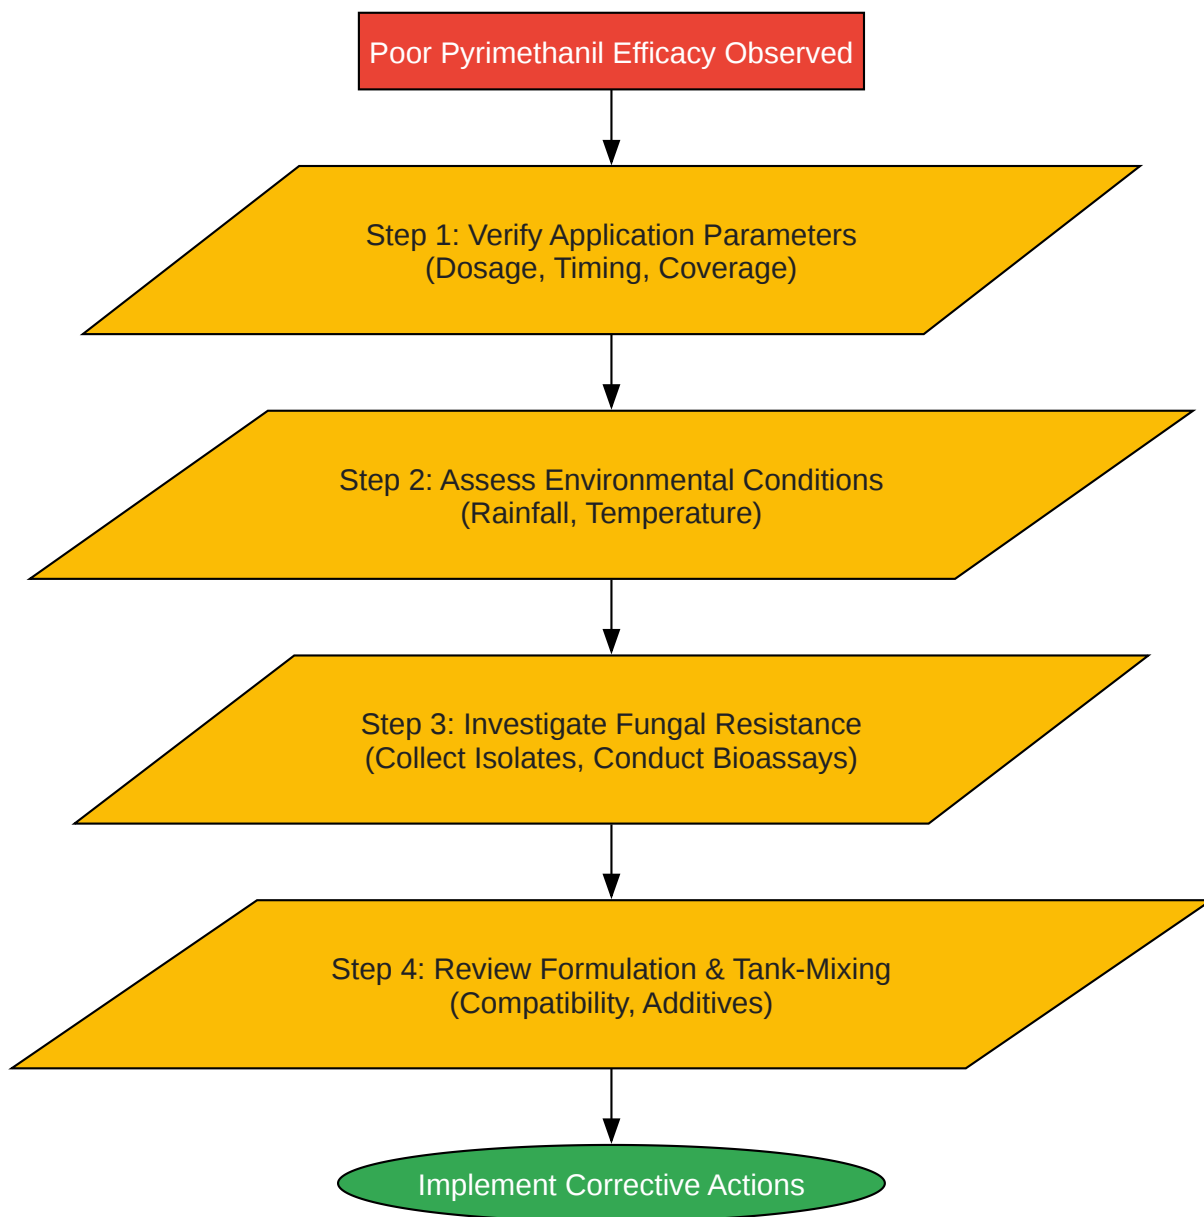 Poor Pyrimethanil Efficacy Observed
Step 1: Verify Application Parameters
(Dosage, Timing, Coverage)
Step 2: Assess Environmental Conditions
(Rainfall, Temperature)
Step 3: Investigate Fungal Resistance
(Collect Isolates, Conduct Bioassays)
Step 4: Review Formulation & Tank-Mixing
(Compatibility, Additives)
Implement Corrective Actions